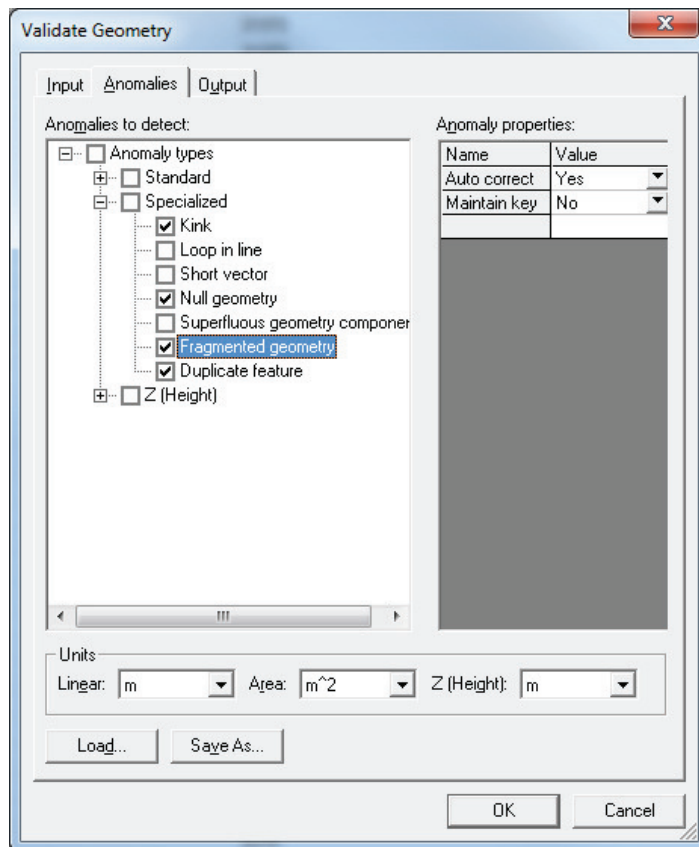 Validate Geometry
Input Anomalies Output
Anomalies to detect:
Anomaly types
Standard
Specialized
Kink
Loop in line
Short vector
Null geometry
Superfluous geometry componer
Fragmented geometry
Duplicate feature
Z (Height)
Anomaly properties:
Name Value
Auto correct Yes
Maintain key No
Units
Linear: m Area: m^2 Z (Height): m
Load... Save As...
OK Cancel